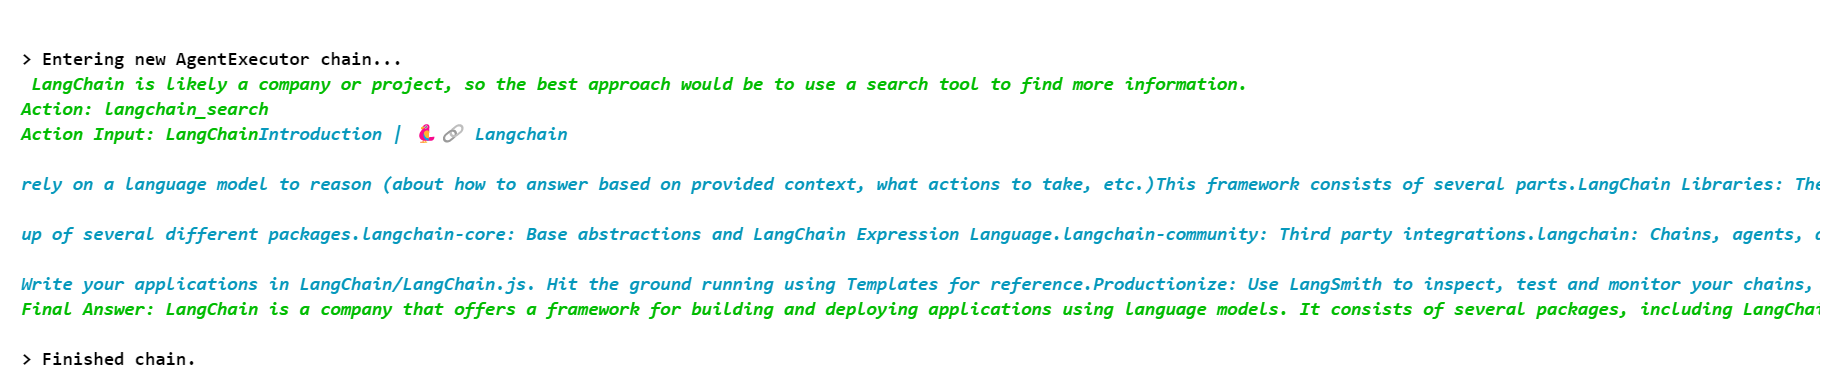 > Entering new AgentExecutor chain...
LangChain is likely a company or project, so the best approach would be to use a search tool to find more information.
Action: langchain_search
Action Input: LangChainIntroduction | 🦜🔗 Langchain
rely on a language model to reason (about how to answer based on provided context, what actions to take, etc.)This framework consists of several parts.LangChain Libraries: The
up of several different packages.langchain-core: Base abstractions and LangChain Expression Language.langchain-community: Third party integrations.langchain: Chains, agents,
Write your applications in LangChain/LangChain.js. Hit the ground running using Templates for reference.Productionize: Use LangSmith to inspect, test and monitor your chains,
Final Answer: LangChain is a company that offers a framework for building and deploying applications using language models. It consists of several packages, including
> Finished chain.